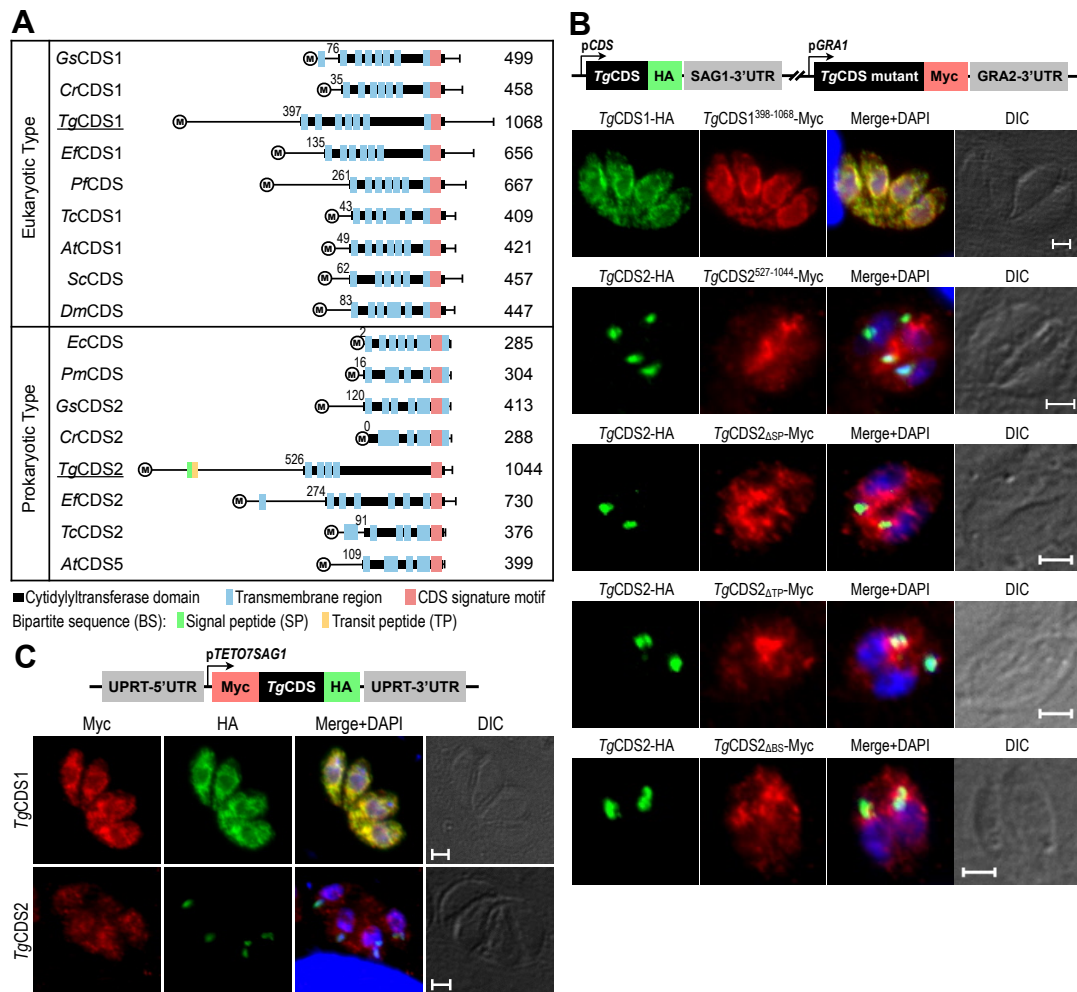 A
Eukaryotic Type
GsCDS1 M 76 499
CrCDS1 M 35 458
TgCDS1 M 397 1068
EfCDS1 M 135 656
PfCDS M 261 667
TcCDS1 M 43 409
AtCDS1 M 49 421
ScCDS M 62 457
DmCDS M 83 447
Prokaryotic Type
EcCDS M 2 285
PmCDS M 16 304
GsCDS2 M 120 413
CrCDS2 M 0 288
TgCDS2 M 526 1044
EfCDS2 M 274 730
TcCDS2 M 91 376
AtCDS5 M 109 399
Cytidylyltransferase domain Transmembrane region CDS signature motif
Bipartite sequence (BS): Signal peptide (SP) Transit peptide (TP)
B
pCDS pGRA1
TgCDS HA SAG1-3'UTR TgCDS mutant Myc GRA2-3'UTR
TgCDS1-HA TgCDS1398-1068-Myc Merge+DAPI DIC
TgCDS2-HA TgCDS2527-1044-Myc Merge+DAPI DIC
TgCDS2-HA TgCDS2ΔSP-Myc Merge+DAPI DIC
TgCDS2-HA TgCDS2ΔTP-Myc Merge+DAPI DIC
TgCDS2-HA TgCDS2ΔBS-Myc Merge+DAPI DIC
C
pTETO7SAG1
UPRT-5'UTR Myc TgCDS HA UPRT-3'UTR
Myc HA Merge+DAPI DIC
TgCDS1
TgCDS2